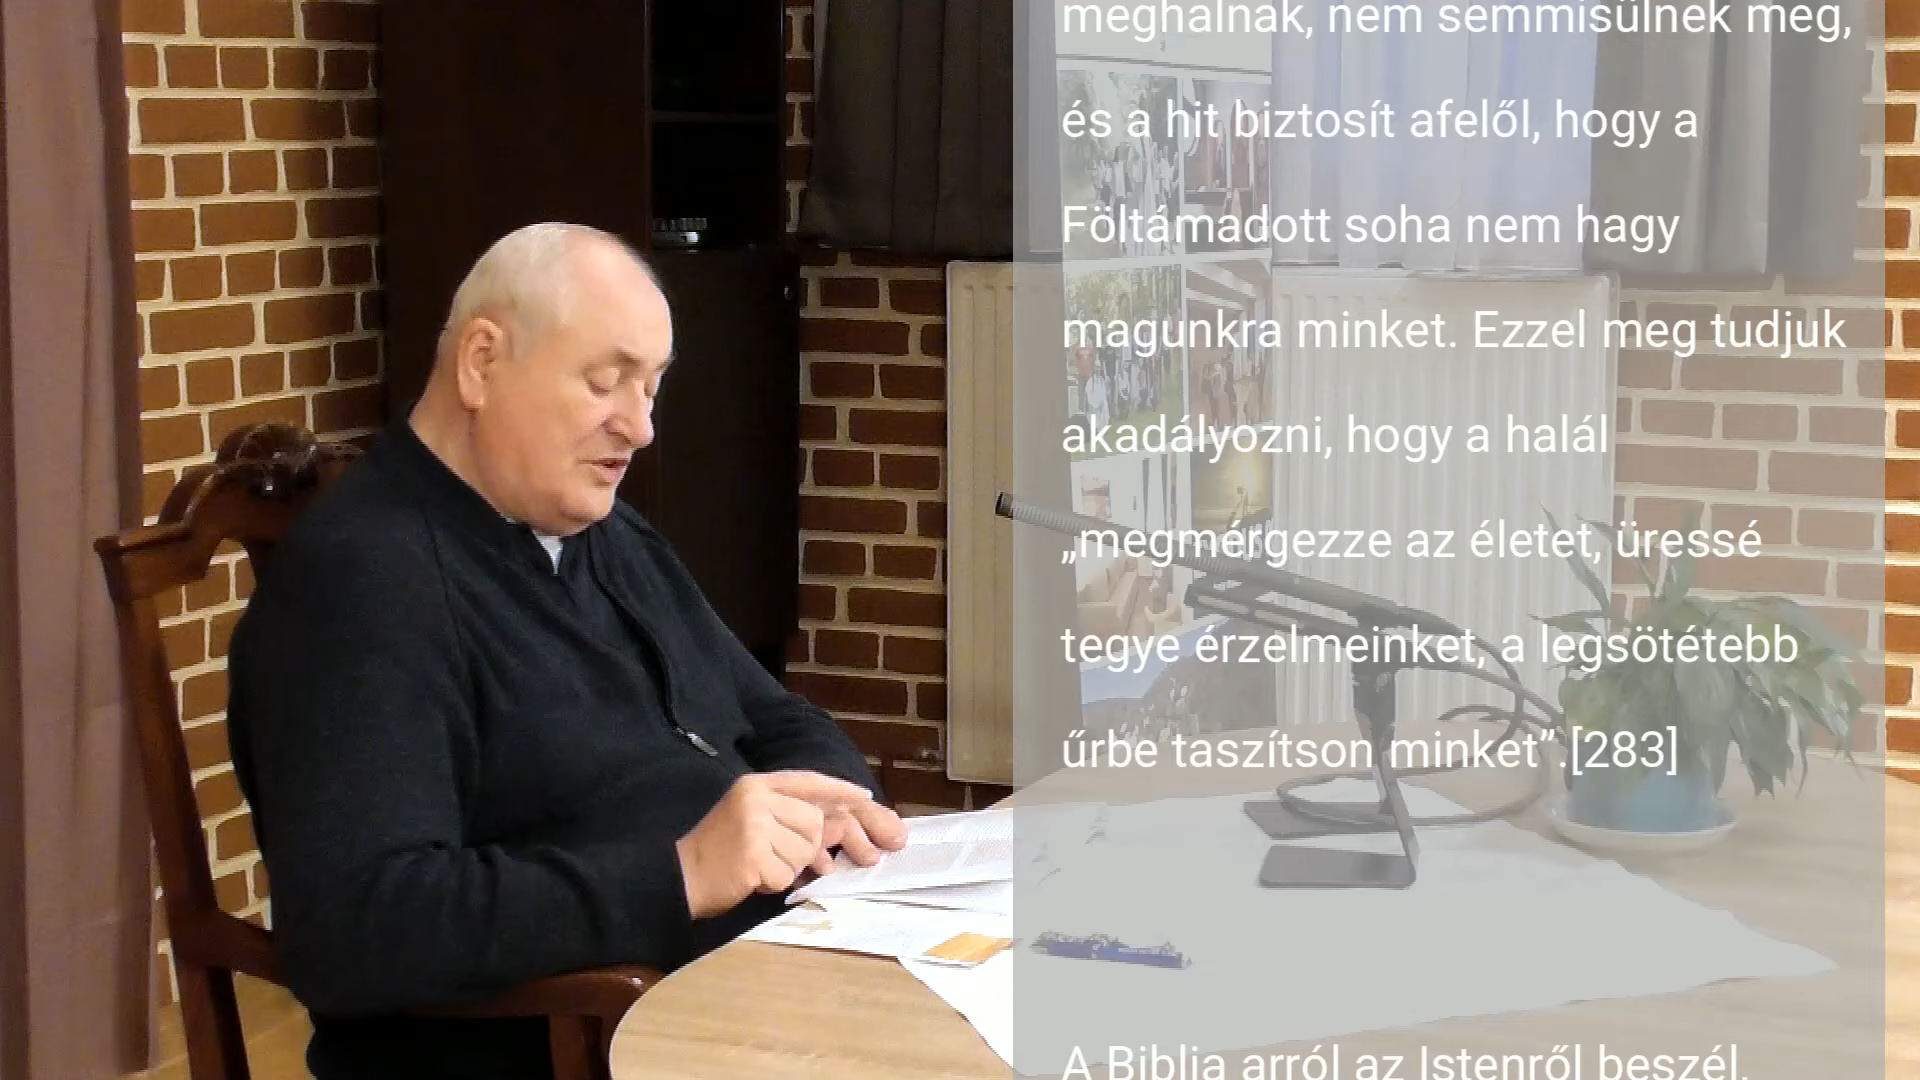 meghalnak, nem semmisülnek meg,
és a hit biztosít afelől, hogy a
Föltámadott soha nem hagy
magunkra minket. Ezzel meg tudjuk
akadályozni, hogy a halál
„megmérgezze az életet, üressé
tegye érzelmeinket, a legsötétebb
űrbe taszítson minket”.[283]
A Biblia arról az Istenről beszél,